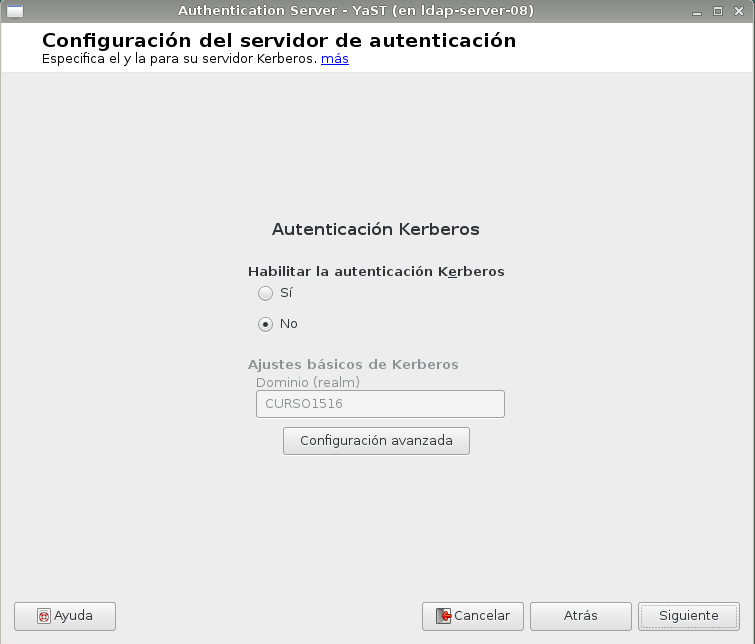 Authentication Server - YaST (en ldap-server-08)
Configuración del servidor de autenticación
Especifica el y la para su servidor Kerberos. más
Autenticación Kerberos
Habilitar la autenticación Kerberos
Sí
No
Ajustes básicos de Kerberos
Dominio (realm)
CURSO1516
Configuración avanzada
Ayuda Cancelar Atrás Siguiente